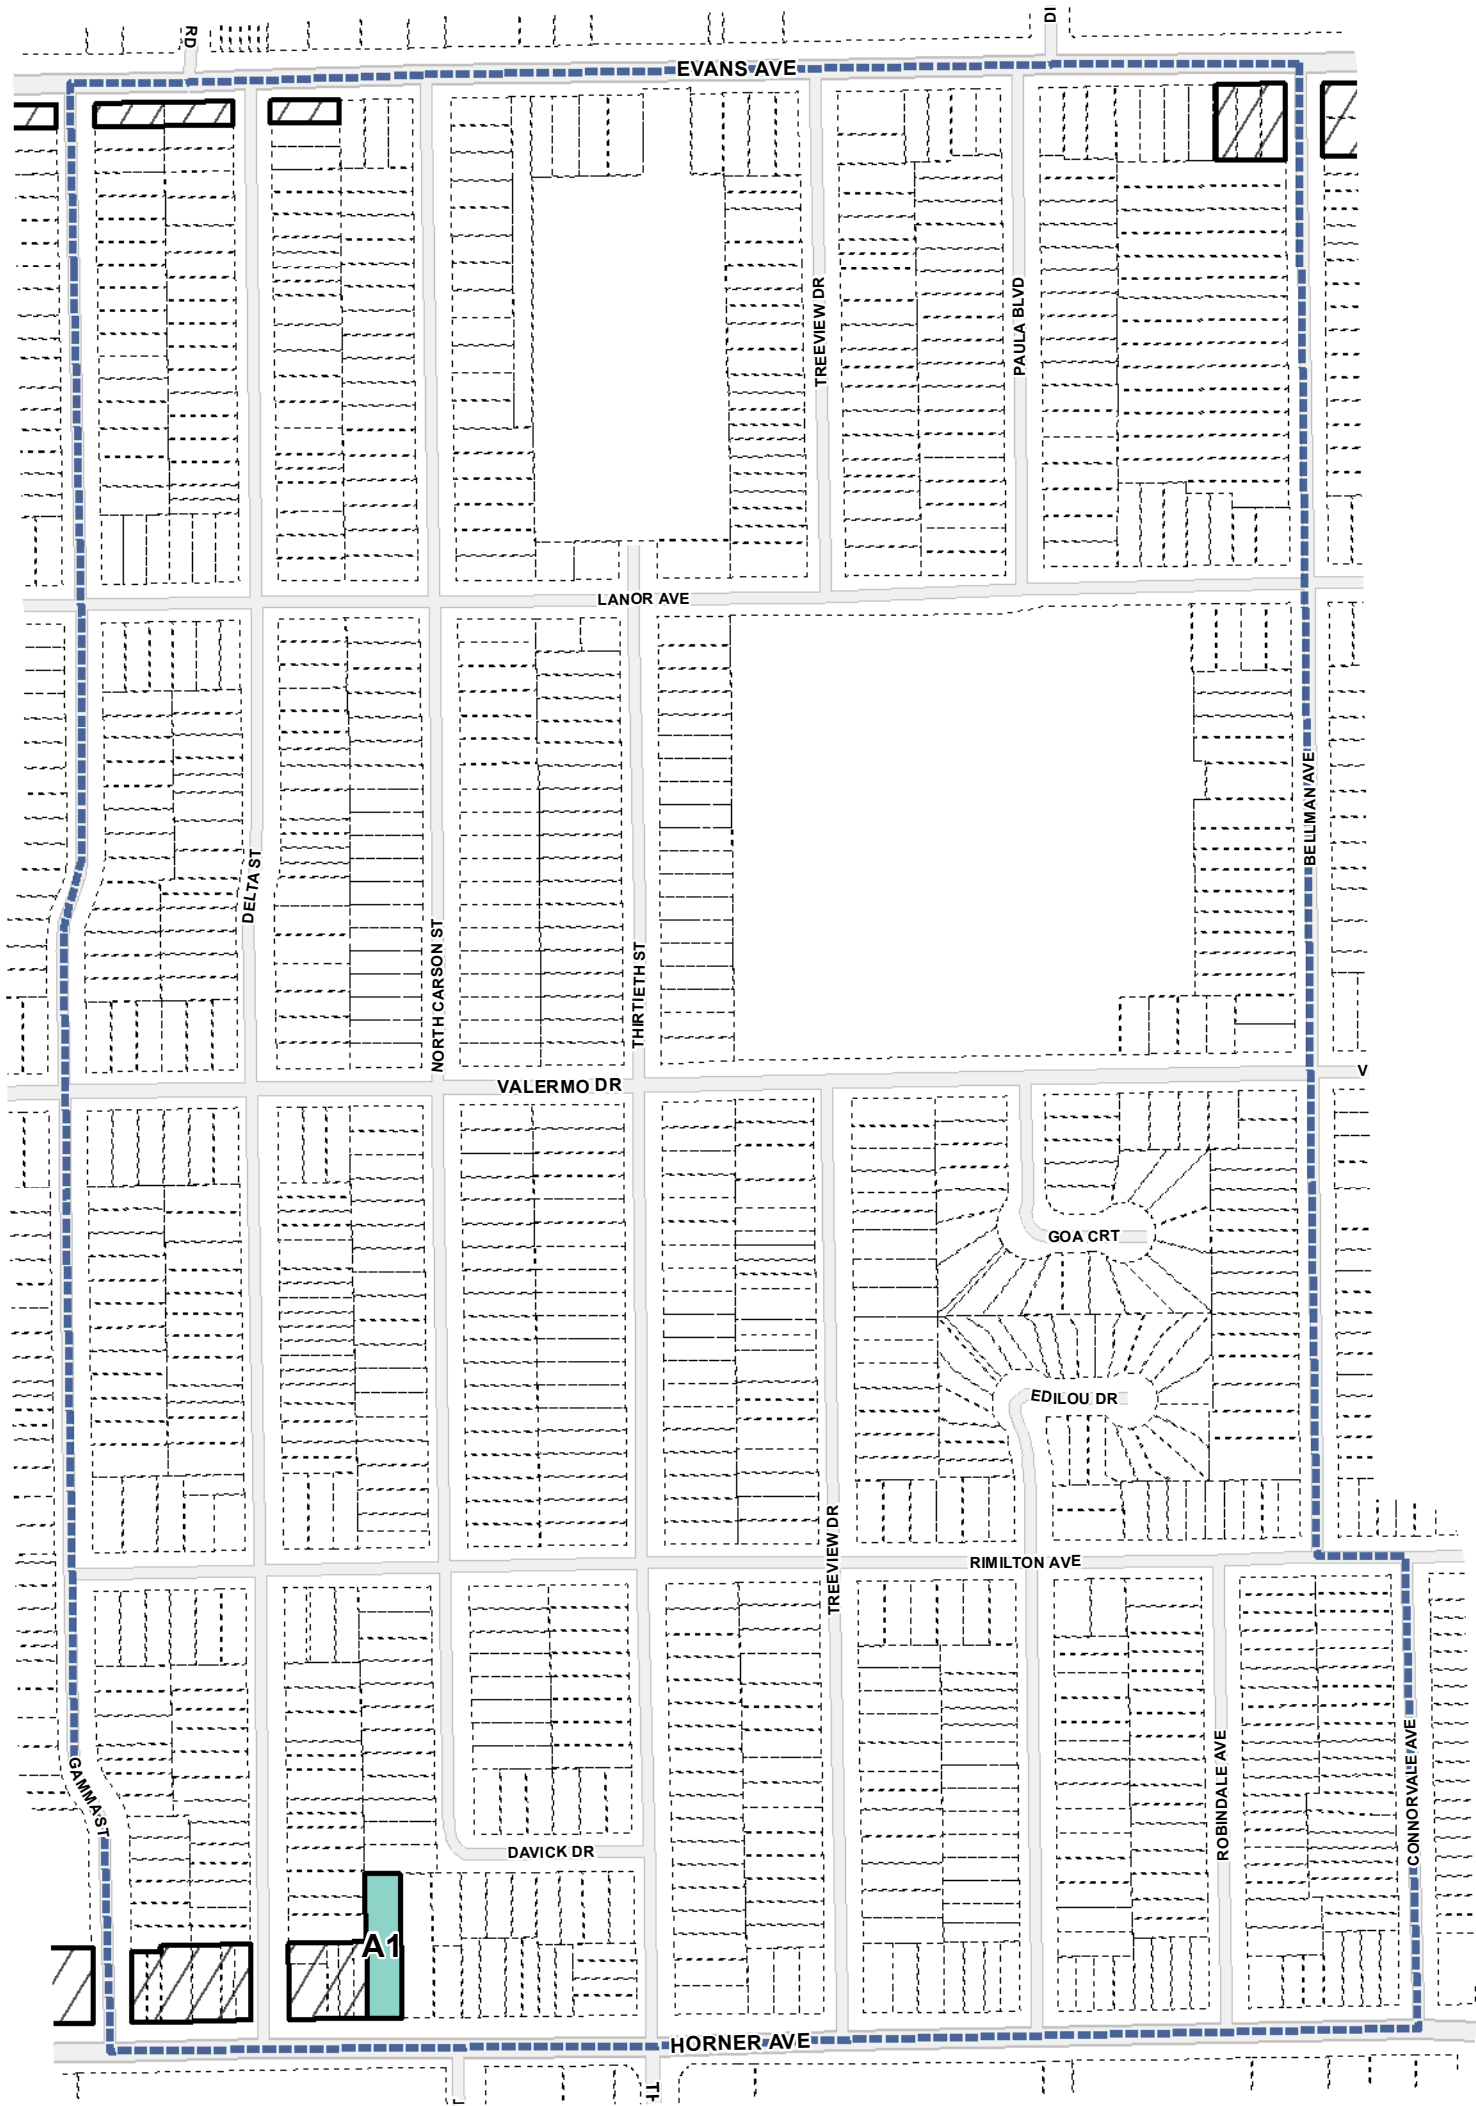 RD
DI
EVANS AVE
TREEVIEW DR
PAULA BLVD
LANOR AVE
BELLMAN AVE
DELTA ST
NORTH CARSON ST
THIRTIETH ST
V
VALERMO DR
GOA CRT
EDILOU DR
TREEVIEW DR
RIMILTON AVE
GAMMA ST
ROBINDALE AVE
CONNORVALE AVE
DAVICK DR
A1
HORNER AVE
TH